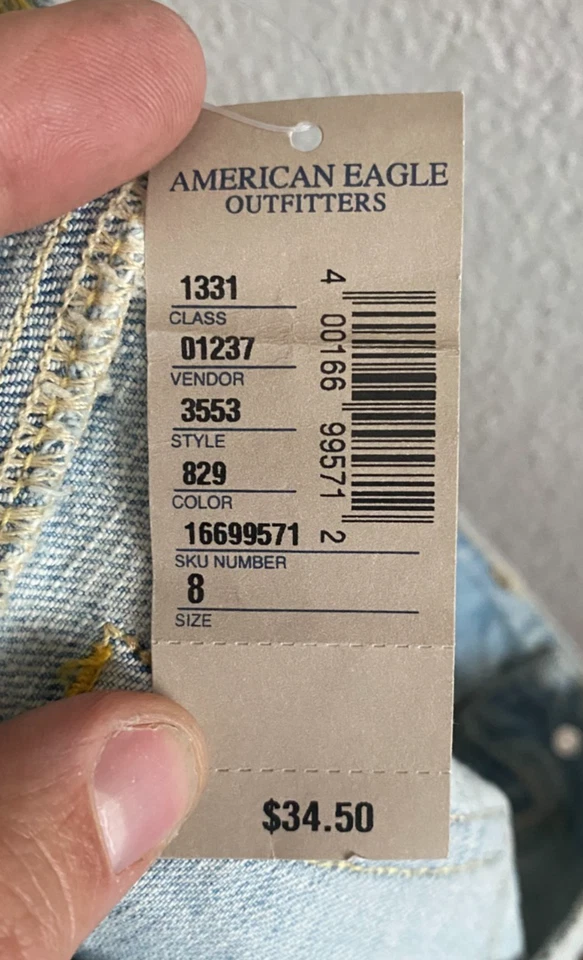 AMERICAN EAGLE
OUTFITTERS
1331
CLASS
01237
VENDOR
3553
STYLE
829
COLOR
16699571
SKU NUMBER
8
SIZE
4 00166 99571 2
$34.50